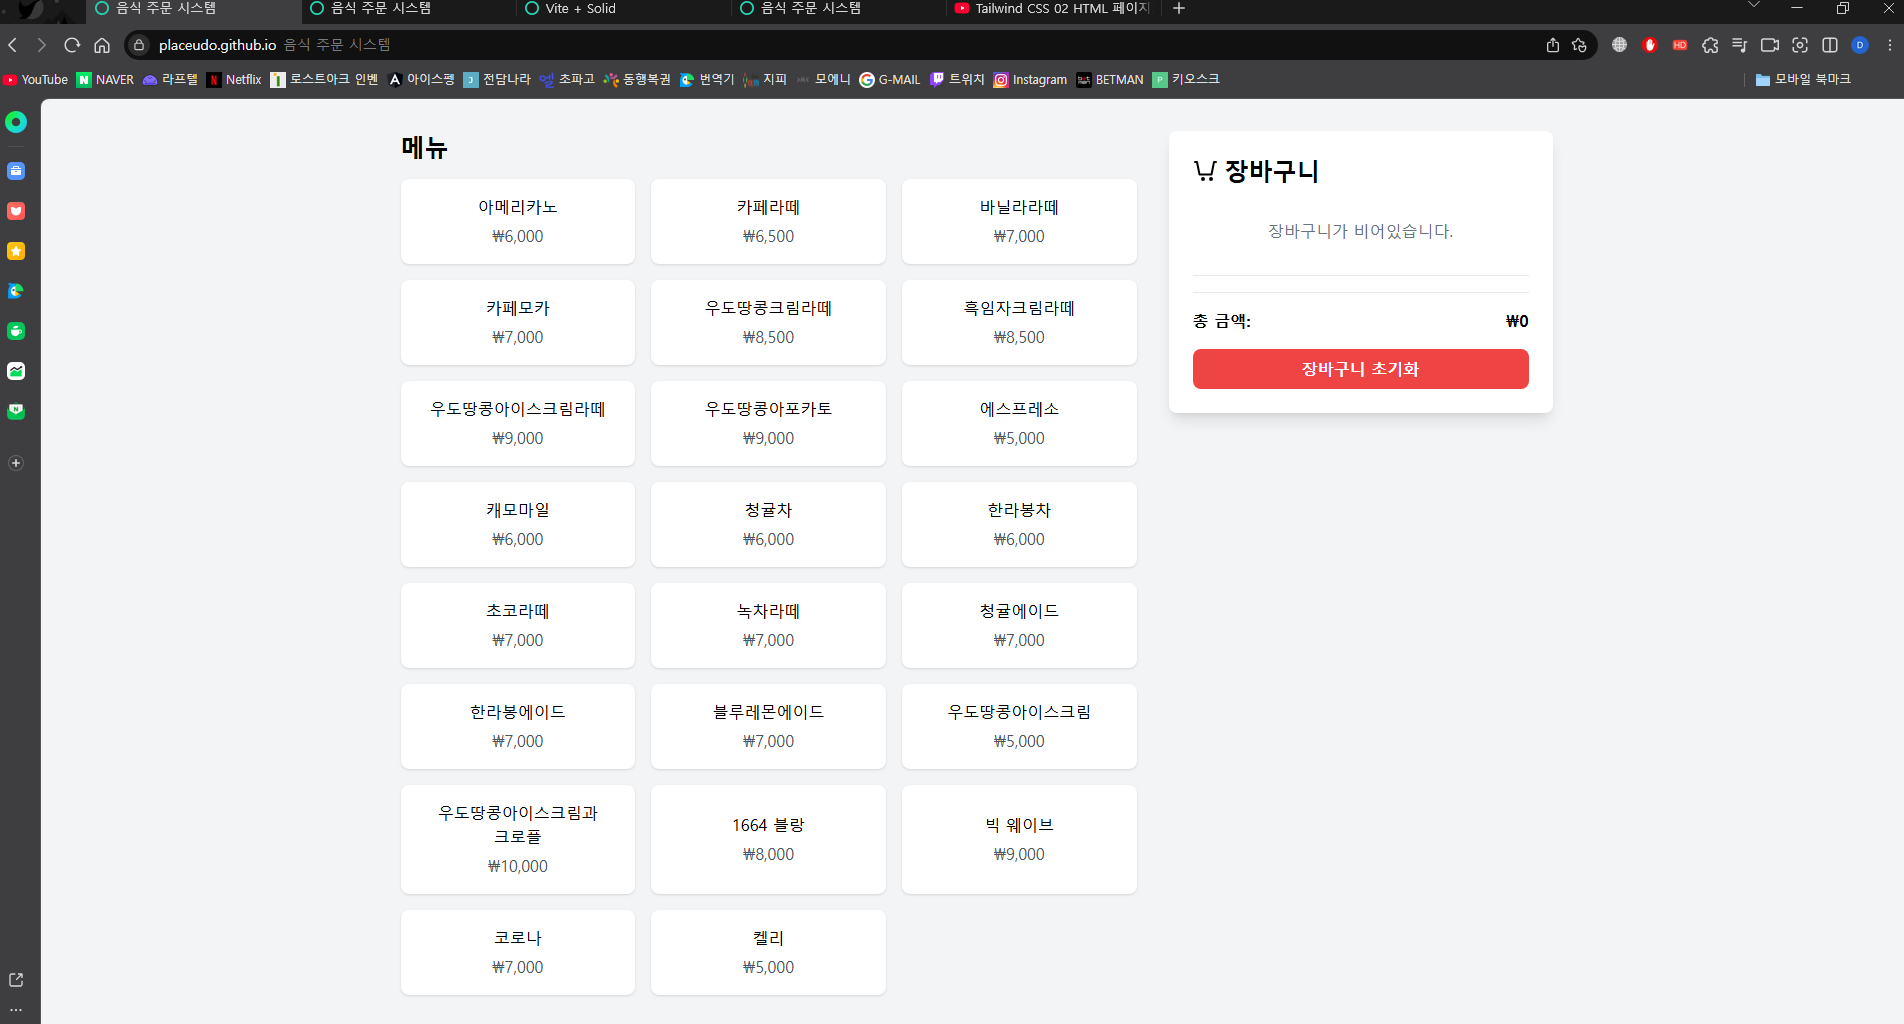 음식 주문 시스템
음식 주문 시스템
Vite + Solid
음식 주문 시스템
Tailwind CSS 02 HTML 페이지
placeudo.github.io 음식 주문 시스템
HD
D
YouTube
NAVER
라프텔
Netflix
로스트아크 인벤
아이스펭
전담나라
초파고
동행복권
번역기
지피
모에니
G-MAIL
트위치
Instagram
BETMAN
키오스크
모바일 북마크
메뉴
아메리카노
₩6,000
카페라떼
₩6,500
바닐라라떼
₩7,000
카페모카
₩7,000
우도땅콩크림라떼
₩8,500
흑임자크림라떼
₩8,500
우도땅콩아이스크림라떼
₩9,000
우도땅콩아포카토
₩9,000
에스프레소
₩5,000
캐모마일
₩6,000
청귤차
₩6,000
한라봉차
₩6,000
초코라떼
₩7,000
녹차라떼
₩7,000
청귤에이드
₩7,000
한라봉에이드
₩7,000
블루레몬에이드
₩7,000
우도땅콩아이스크림
₩5,000
우도땅콩아이스크림과
크로플
₩10,000
1664 블랑
₩8,000
빅 웨이브
₩9,000
코로나
₩7,000
켈리
₩5,000
장바구니
장바구니가 비어있습니다.
총 금액:
₩0
장바구니 초기화